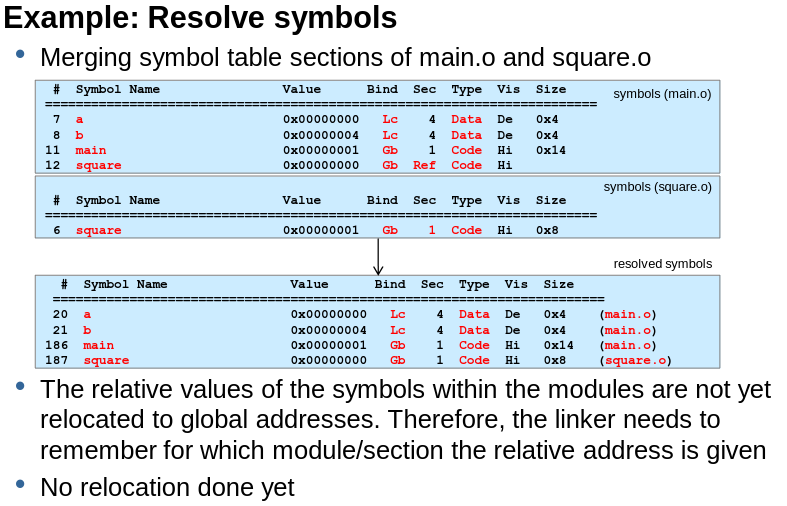 Example: Resolve symbols
• Merging symbol table sections of main.o and square.o
symbols (main.o)
# Symbol Name Value Bind Sec Type Vis Size
========================================================================
7 a 0x00000000 Lc 4 Data De 0x4
8 b 0x00000004 Lc 4 Data De 0x4
11 main 0x00000001 Gb 1 Code Hi 0x14
12 square 0x00000000 Gb Ref Code Hi
symbols (square.o)
# Symbol Name Value Bind Sec Type Vis Size
========================================================================
6 square 0x00000001 Gb 1 Code Hi 0x8
resolved symbols
# Symbol Name Value Bind Sec Type Vis Size
========================================================================
20 a 0x00000000 Lc 4 Data De 0x4 (main.o)
21 b 0x00000004 Lc 4 Data De 0x4 (main.o)
186 main 0x00000001 Gb 1 Code Hi 0x14 (main.o)
187 square 0x00000000 Gb 1 Code Hi 0x8 (square.o)
• The relative values of the symbols within the modules are not yet
relocated to global addresses. Therefore, the linker needs to
remember for which module/section the relative address is given
• No relocation done yet